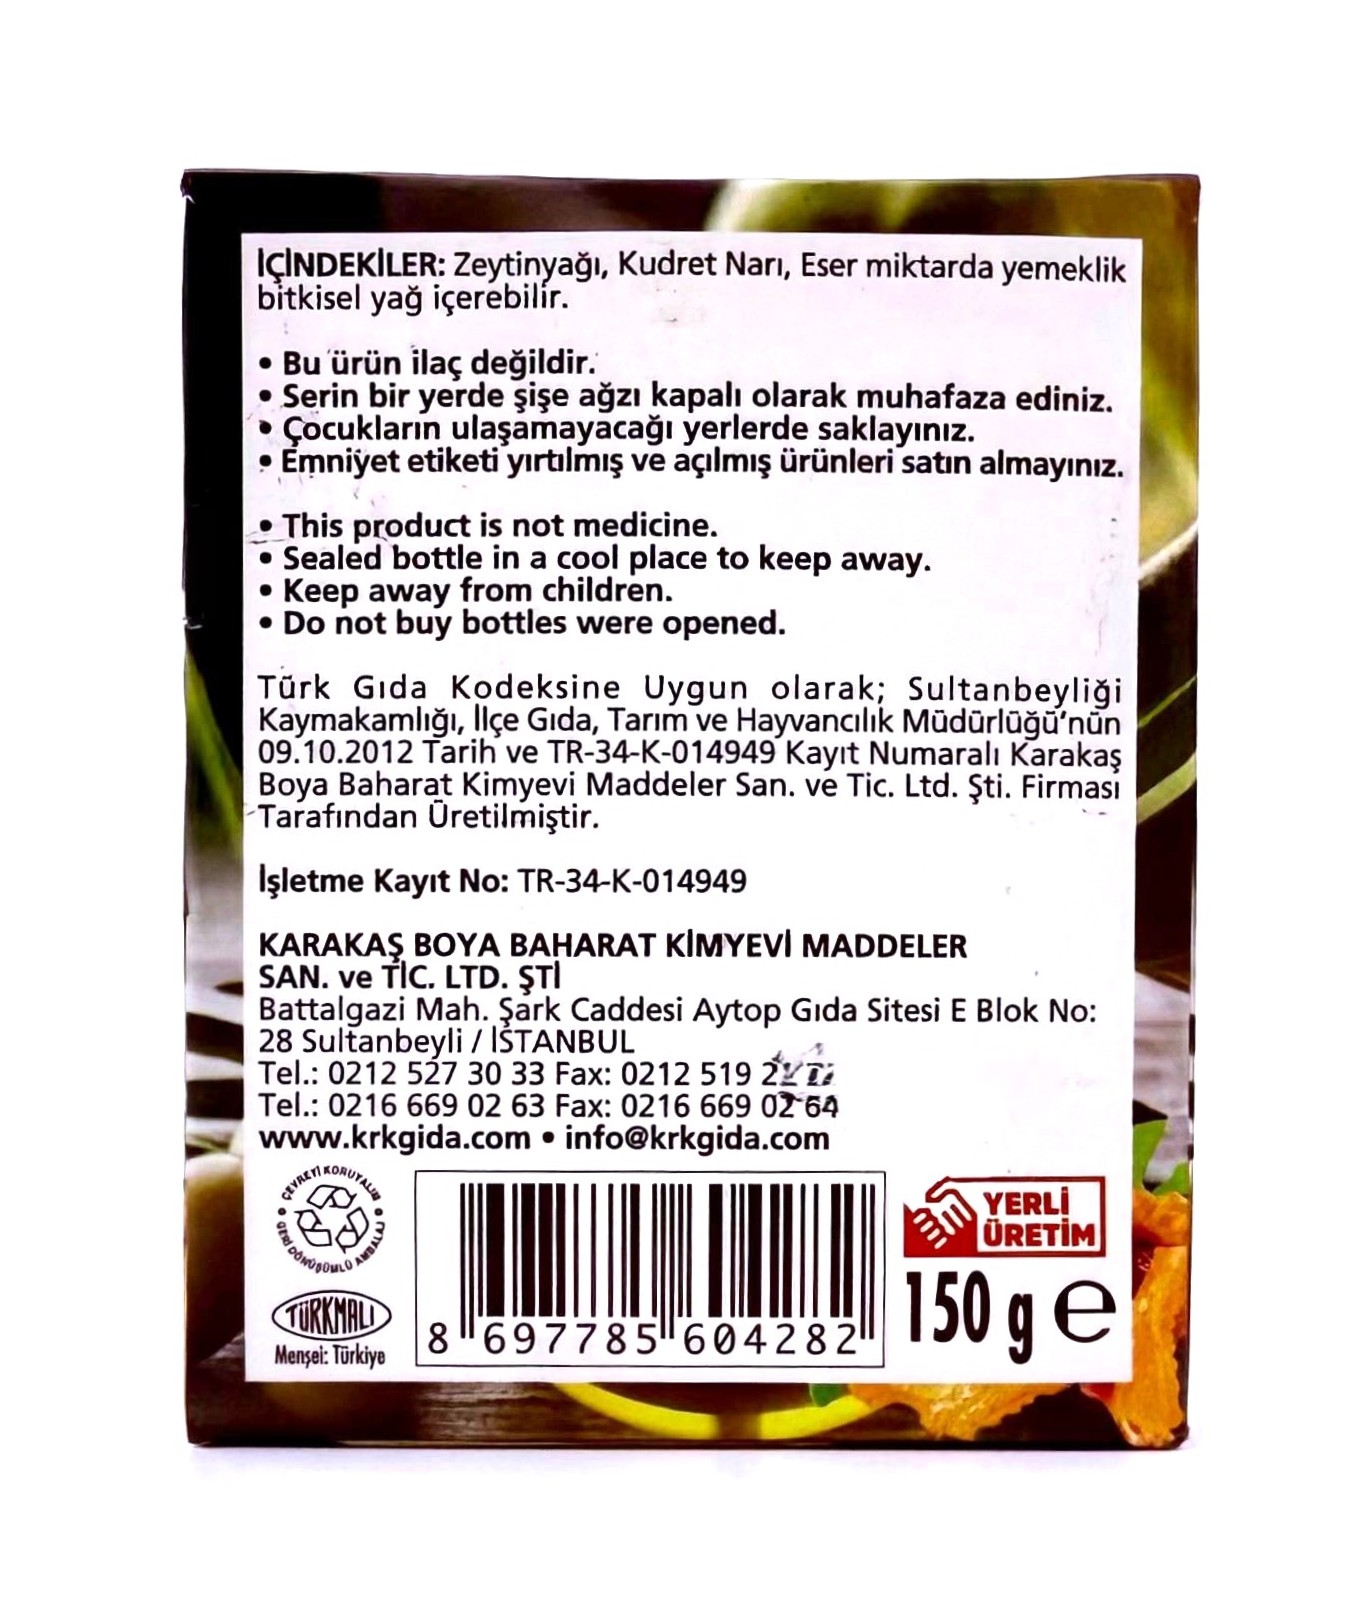 İÇİNDEKİLER: Zeytinyağı, Kudret Narı, Eser miktarda yemeklik
bitkisel yağ içerebilir.
• Bu ürün ilaç değildir.
• Serin bir yerde şişe ağzı kapalı olarak muhafaza ediniz.
• Çocukların ulaşamayacağı yerlerde saklayınız.
• Emniyet etiketi yırtılmış ve açılmış ürünleri satın almayınız.
• This product is not medicine.
• Sealed bottle in a cool place to keep away.
• Keep away from children.
• Do not buy bottles were opened.
Türk Gıda Kodeksine Uygun olarak; Sultanbeyliği
Kaymakamlığı, İlçe Gıda, Tarım ve Hayvancılık Müdürlüğü'nün
09.10.2012 Tarih ve TR-34-K-014949 Kayıt Numaralı Karakaş
Boya Baharat Kimyevi Maddeler San. ve Tic. Ltd. Şti. Firması
Tarafından Üretilmiştir.
İşletme Kayıt No: TR-34-K-014949
KARAKAŞ BOYA BAHARAT KİMYEVİ MADDELER
SAN. ve TİC. LTD. ŞTİ
Battalgazi Mah. Şark Caddesi Aytop Gıda Sitesi E Blok No:
28 Sultanbeyli / İSTANBUL
Tel.: 0212 527 30 33 Fax: 0212 519
Tel.: 0216 669 02 63 Fax: 0216 669 02 64
www.krkgida.com • info@krkgida.com
ÇEVREYİ KORUYALIM
• GERİ DÖNÜŞÜMLÜ AMBALAJ •
YERLİ
ÜRETİM
TÜRKMALI
Menşei: Türkiye
8 697785 604282
150 g e